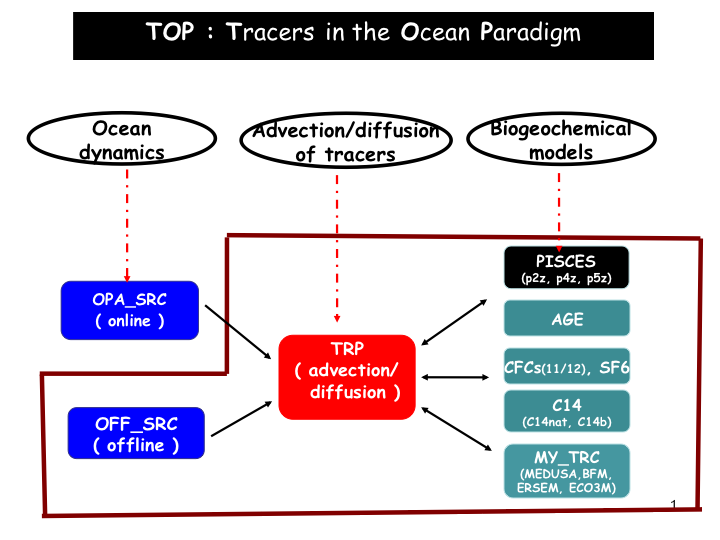 TOP : Tracers in the Ocean Paradigm
Ocean
dynamics
Advection/diffusion
of tracers
Biogeochemical
models
OPA_SRC
( online )
OFF_SRC
( offline )
TRP
( advection/
diffusion )
PISCES
(p2z, p4z, p5z)
AGE
CFCs(11/12), SF6
C14
(C14nat, C14b)
MY_TRC
(MEDUSA,BFM,
ERSEM, ECO3M)
1